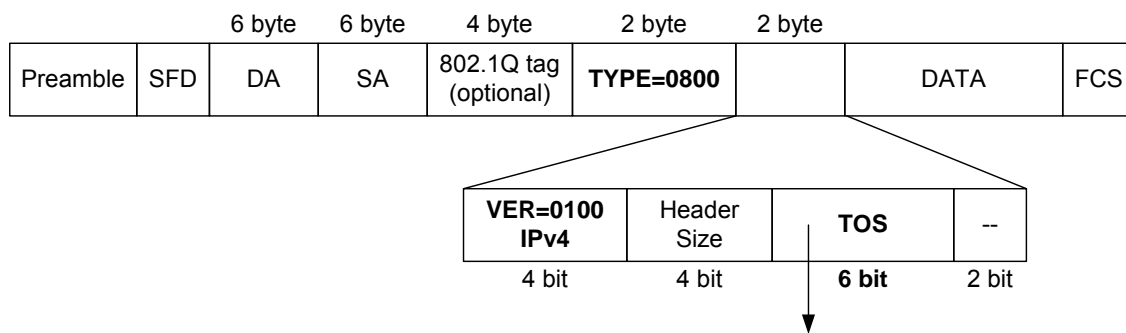 6 byte 6 byte 4 byte 2 byte 2 byte
Preamble SFD DA SA 802.1Q tag (optional) TYPE=0800 DATA FCS
VER=0100 IPv4 Header Size TOS --
4 bit 4 bit 6 bit 2 bit